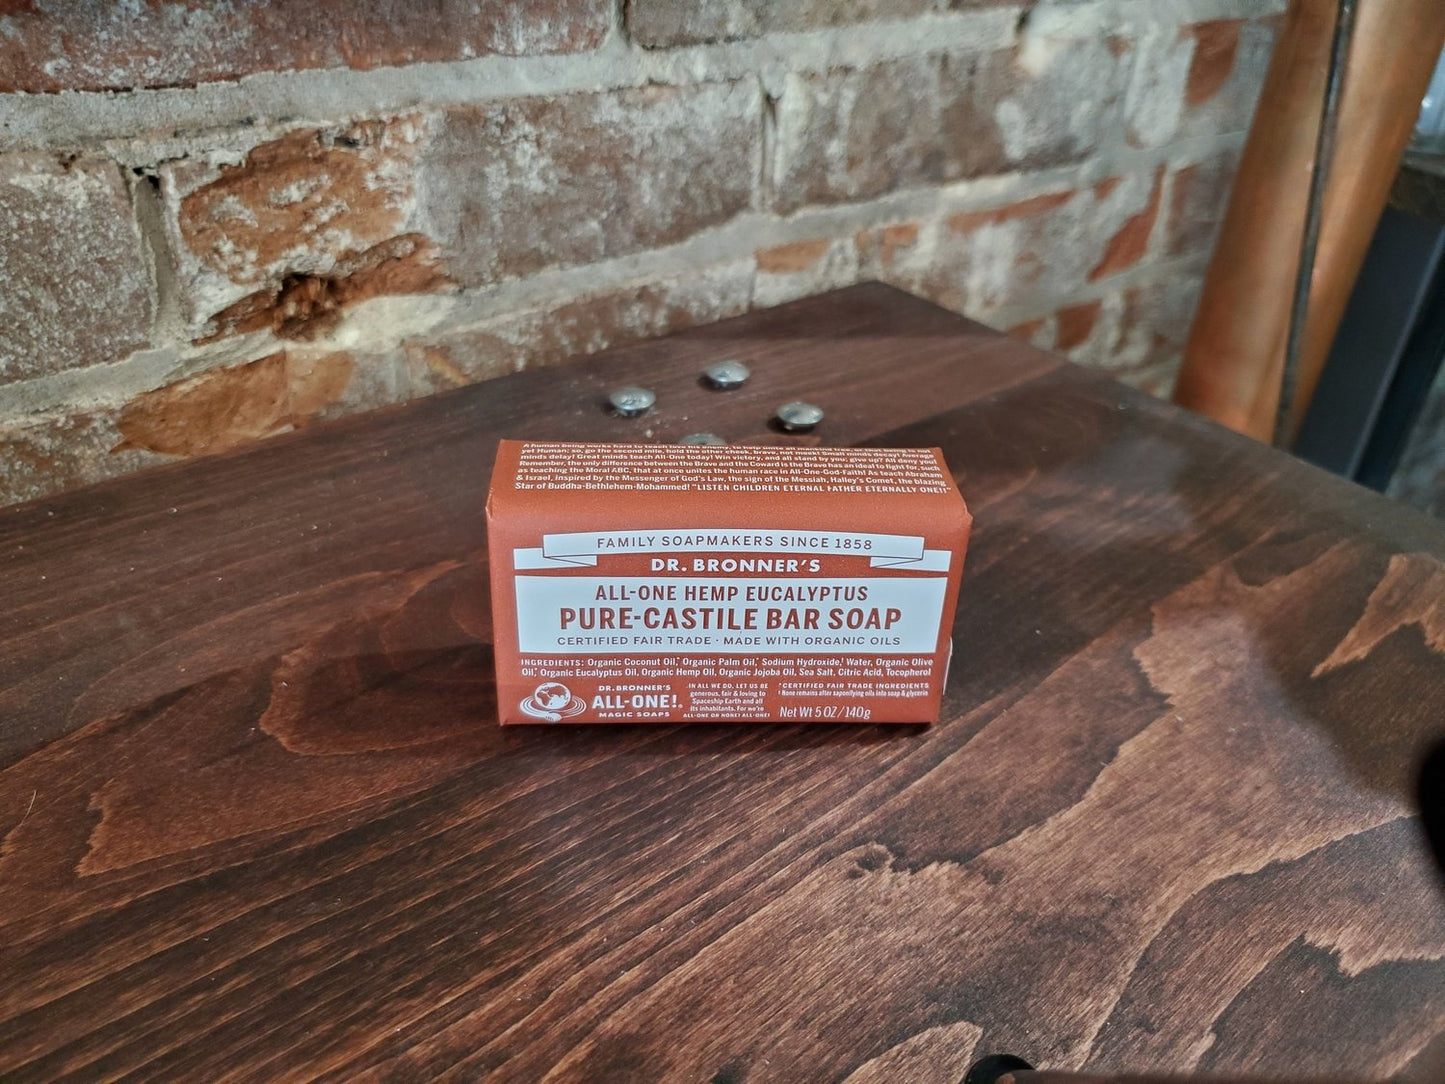 A human being works hard to teach love his enemy, to help unite all
yet Human: so, go the second mile, hold the other cheek, brave, not meek! Small minds decay! Average
minds delay! Great minds teach All-One today! Win victory, and all stand by you as you pray! All deny you!
Remember, the only difference between the Brave and the Coward is the Brave has an ideal to fight for, such
as teaching the Moral ABC, that at once unites the human race in All-One-God-Faith! As teach Abraham
& Israel, inspired by the Messenger of God's Law, the sign of the Messiah, Halley's Comet, the blazing
Star of Buddha-Bethlehem-Mohammed! "LISTEN CHILDREN ETERNAL FATHER ETERNALLY ONE!!"
FAMILY SOAPMAKERS SINCE 1858
DR. BRONNER'S
ALL-ONE HEMP EUCALYPTUS
PURE-CASTILE BAR SOAP
CERTIFIED FAIR TRADE · MADE WITH ORGANIC OILS
INGREDIENTS: Organic Coconut Oil,* Organic Palm Oil,* Sodium Hydroxide,† Water, Organic Olive
Oil,* Organic Eucalyptus Oil, Organic Hemp Oil, Organic Jojoba Oil, Sea Salt, Citric Acid, Tocopherol
DR. BRONNER'S
ALL-ONE!®
MAGIC SOAPS
IN ALL WE DO, LET US BE
generous, fair & loving to
Spaceship Earth and all
its inhabitants. For we're
ALL-ONE OR NONE! ALL-ONE!
* CERTIFIED FAIR TRADE INGREDIENTS
† None remains after saponifying oils into soap & glycerin
Net Wt 5 OZ/140g